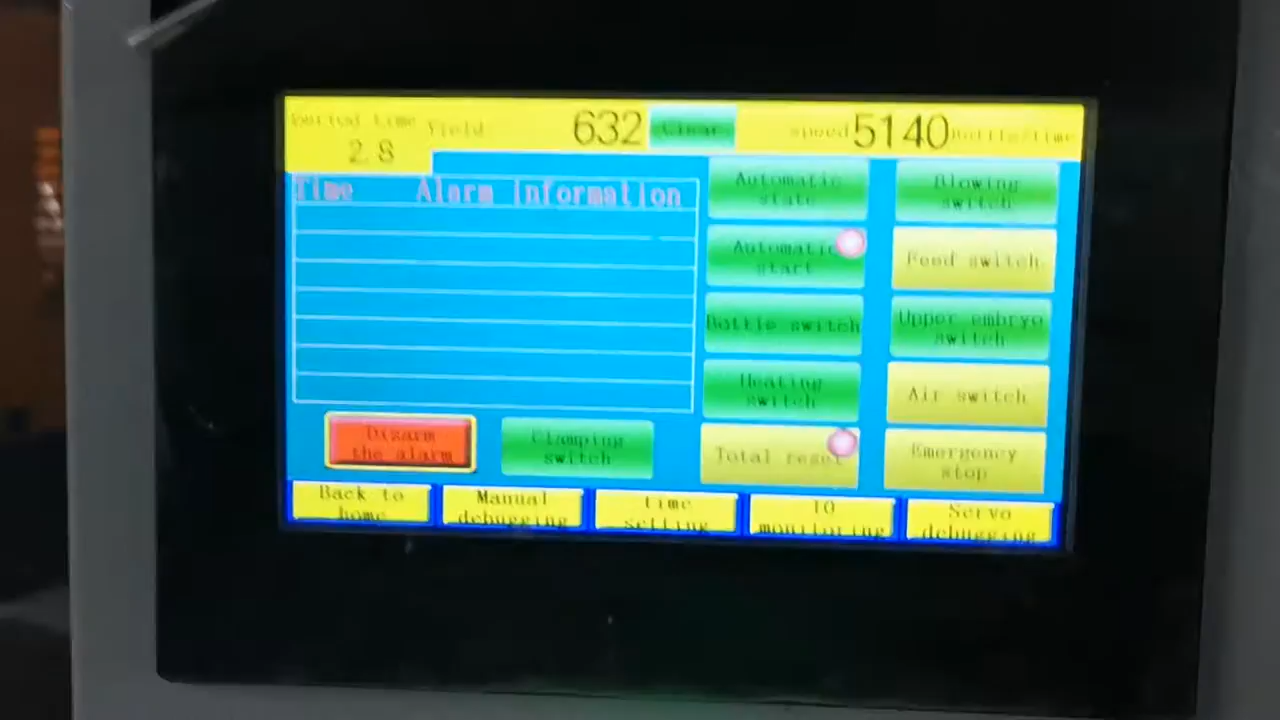 period time
Yield
632
Clear
speed
5140
2.8
Time Alarm Information
Automatic
state
Blowing
switch
Automatic
start
Feed switch
Bottle switch
Upper embryo
switch
Heating
switch
Air switch
Disarm
the alarm
Clamping
switch
Total reset
Emergency
stop
Back to
home
Manual
debugging
time
setting
IO
monitoring
Servo
debugging